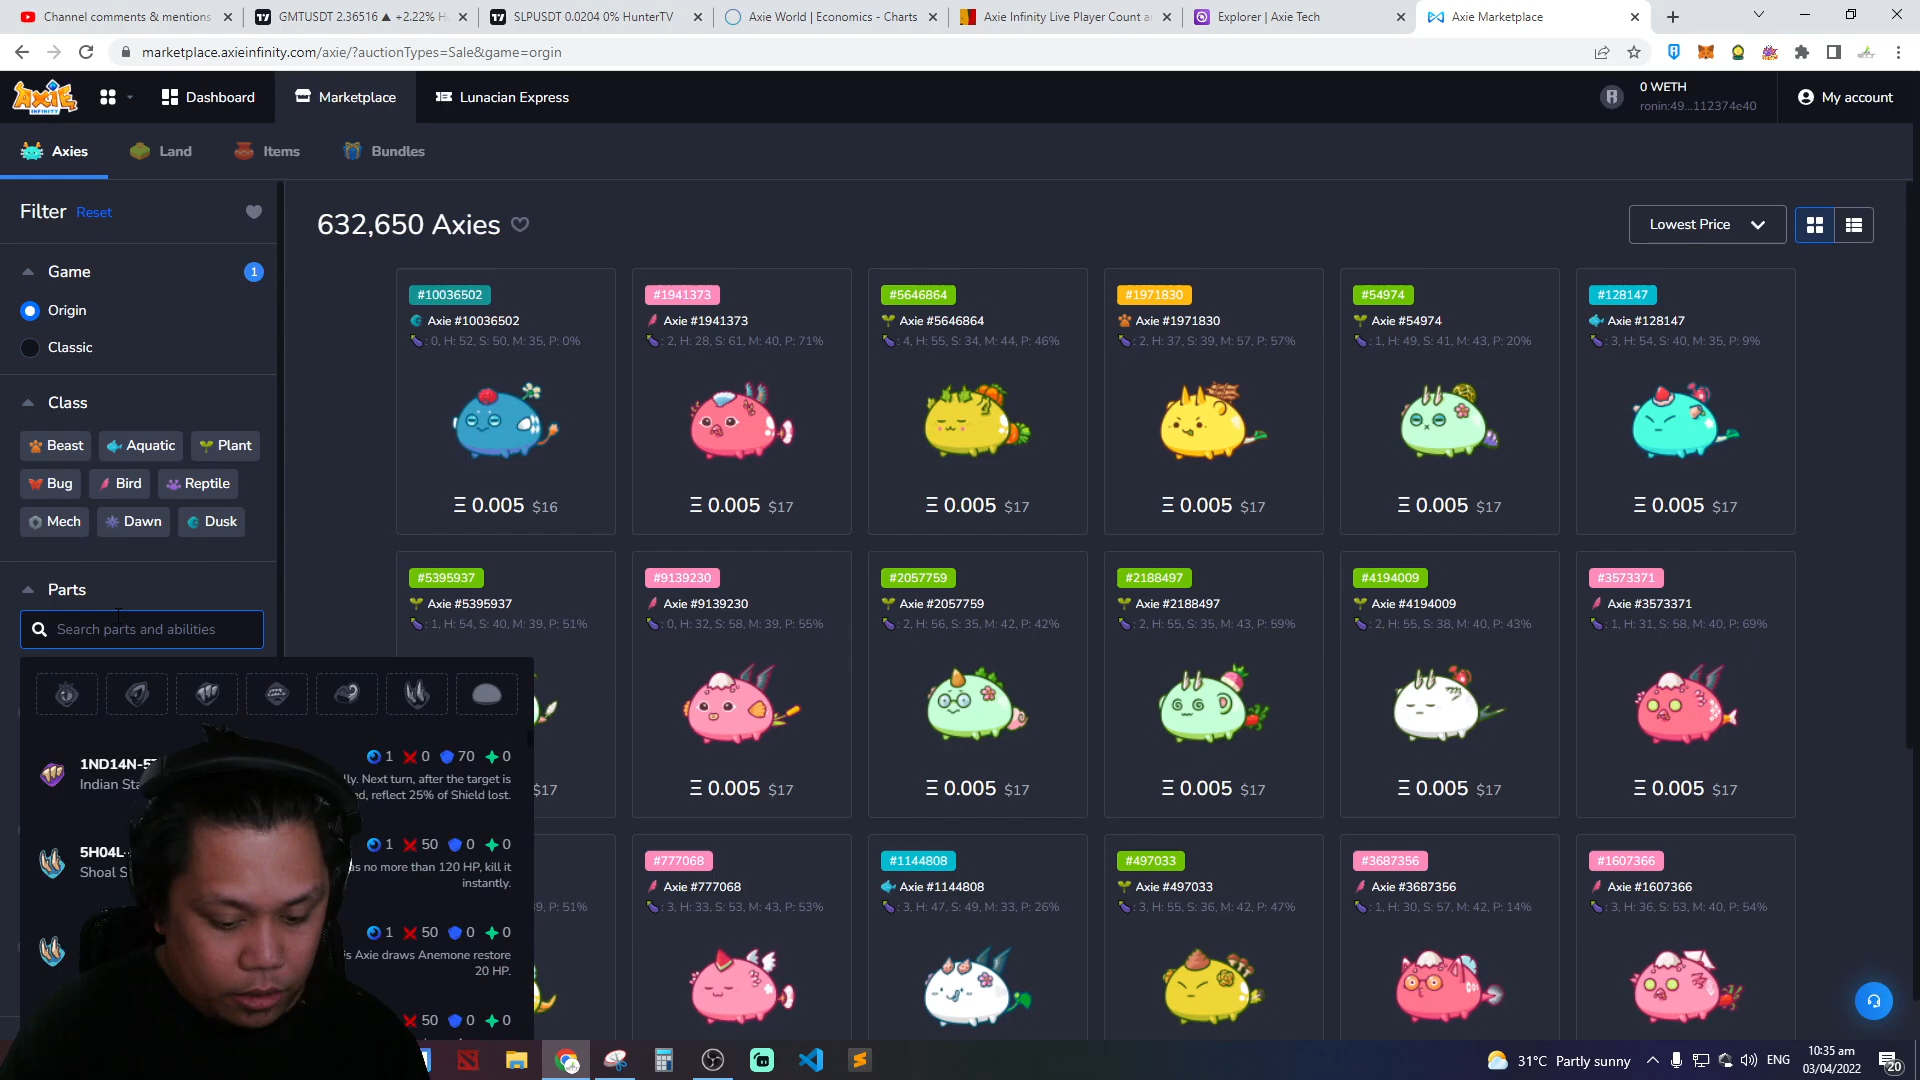 Channel comments & mentions
GMTUSDT 2.36516 ▲ +2.22% H
SLPUSDT 0.0204 0% HunterTV
Axie World | Economics - Charts
Axie Infinity Live Player Count a
Explorer | Axie Tech
Axie Marketplace
marketplace.axieinfinity.com/axie/?auctionTypes=Sale&game=orgin
AXIE
INFINITY
Dashboard
Marketplace
Lunacian Express
0 WETH
ronin:49...112374e40
My account
Axies
Land
Items
Bundles
Filter Reset
632,650 Axies
Lowest Price
Game 1
Origin
Classic
Class
Beast Aquatic Plant
Bug Bird Reptile
Mech Dawn Dusk
Parts
Search parts and abilities
#10036502
Axie #10036502
: 0, H: 52, S: 50, M: 35, P: 0%
Ξ 0.005 $16
#1941373
Axie #1941373
: 2, H: 28, S: 61, M: 40, P: 71%
Ξ 0.005 $17
#5646864
Axie #5646864
: 4, H: 55, S: 34, M: 44, P: 46%
Ξ 0.005 $17
#1971830
Axie #1971830
: 2, H: 37, S: 39, M: 57, P: 57%
Ξ 0.005 $17
#54974
Axie #54974
: 1, H: 49, S: 41, M: 43, P: 20%
Ξ 0.005 $17
#128147
Axie #128147
: 3, H: 54, S: 40, M: 35, P: 9%
Ξ 0.005 $17
#5395937
Axie #5395937
: 1, H: 54, S: 40, M: 39, P: 51%
$17
#9139230
Axie #9139230
: 0, H: 32, S: 58, M: 39, P: 55%
Ξ 0.005 $17
#2057759
Axie #2057759
: 2, H: 56, S: 35, M: 42, P: 42%
Ξ 0.005 $17
#2188497
Axie #2188497
: 2, H: 55, S: 35, M: 43, P: 59%
Ξ 0.005 $17
#4194009
Axie #4194009
: 2, H: 55, S: 38, M: 40, P: 43%
Ξ 0.005 $17
#3573371
Axie #3573371
: 1, H: 31, S: 58, M: 40, P: 69%
Ξ 0.005 $17
1ND14N-5
Indian Sta
1 0 70 0
lly. Next turn, after the target is
ed, reflect 25% of Shield lost.
5H04L-
Shoal S
1 50 0 0
as no more than 120 HP, kill it
instantly.
1 50 0 0
is Axie draws Anemone restore
20 HP.
50 0 0
P: 51%
#777068
Axie #777068
: 3, H: 33, S: 53, M: 43, P: 53%
#1144808
Axie #1144808
: 3, H: 47, S: 49, M: 33, P: 26%
#497033
Axie #497033
: 3, H: 55, S: 36, M: 42, P: 47%
#3687356
Axie #3687356
: 1, H: 30, S: 57, M: 42, P: 14%
#1607366
Axie #1607366
: 3, H: 36, S: 53, M: 40, P: 54%
31°C Partly sunny
ENG
10:35 am
03/04/2022
20